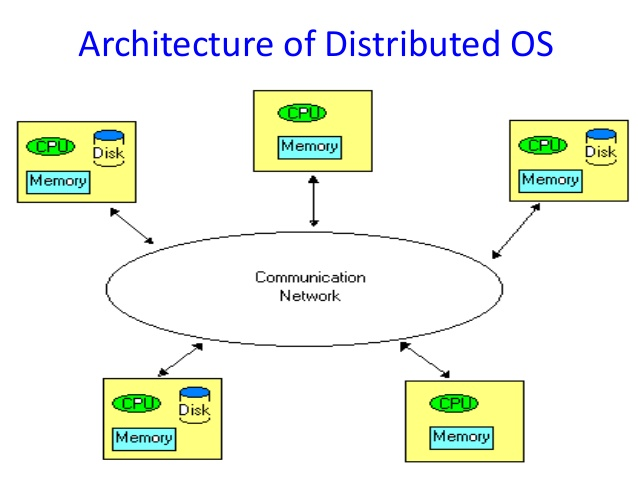 Architecture of Distributed OS
CPU
Memory
CPU
Disk
Memory
CPU
Disk
Memory
Communication
Network
CPU
Disk
Memory
CPU
Memory